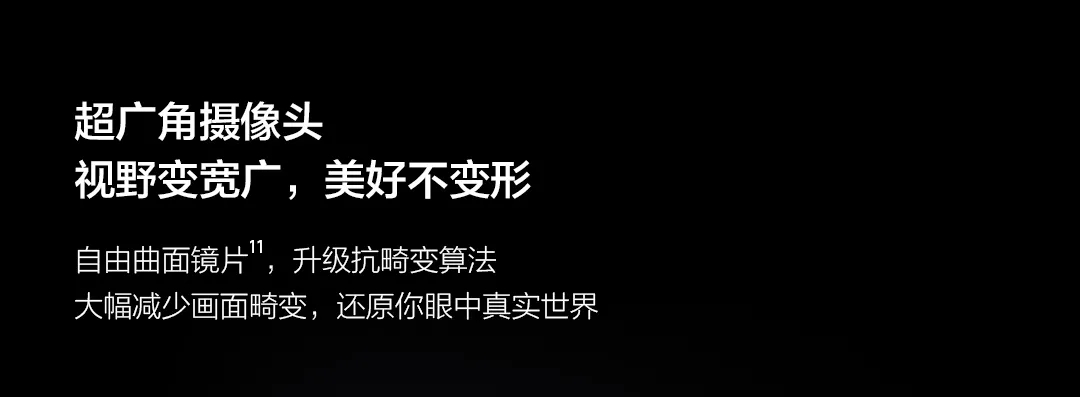 超广角摄像头
视野变宽广，美好不变形
自由曲面镜片11，升级抗畸变算法
大幅减少画面畸变，还原你眼中真实世界